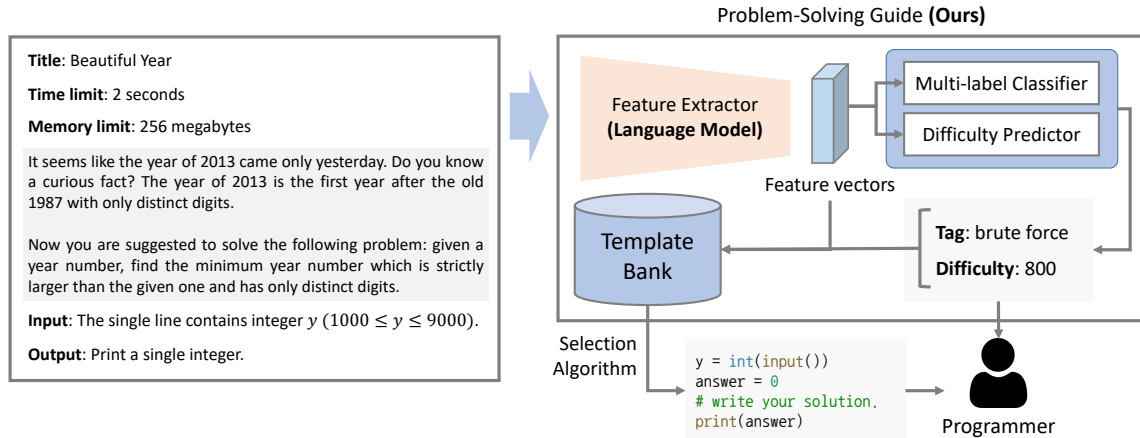 Problem-Solving Guide (Ours)
Title: Beautiful Year
Time limit: 2 seconds
Memory limit: 256 megabytes
It seems like the year of 2013 came only yesterday. Do you know
a curious fact? The year of 2013 is the first year after the old
1987 with only distinct digits.
Now you are suggested to solve the following problem: given a
year number, find the minimum year number which is strictly
larger than the given one and has only distinct digits.
Input: The single line contains integer y (1000 ≤ y ≤ 9000).
Output: Print a single integer.
Feature Extractor
(Language Model)
Feature vectors
Multi-label Classifier
Difficulty Predictor
Template
Bank
Tag: brute force
Difficulty: 800
Selection
Algorithm
y = int(input())
answer = 0
# write your solution.
print(answer)
Programmer